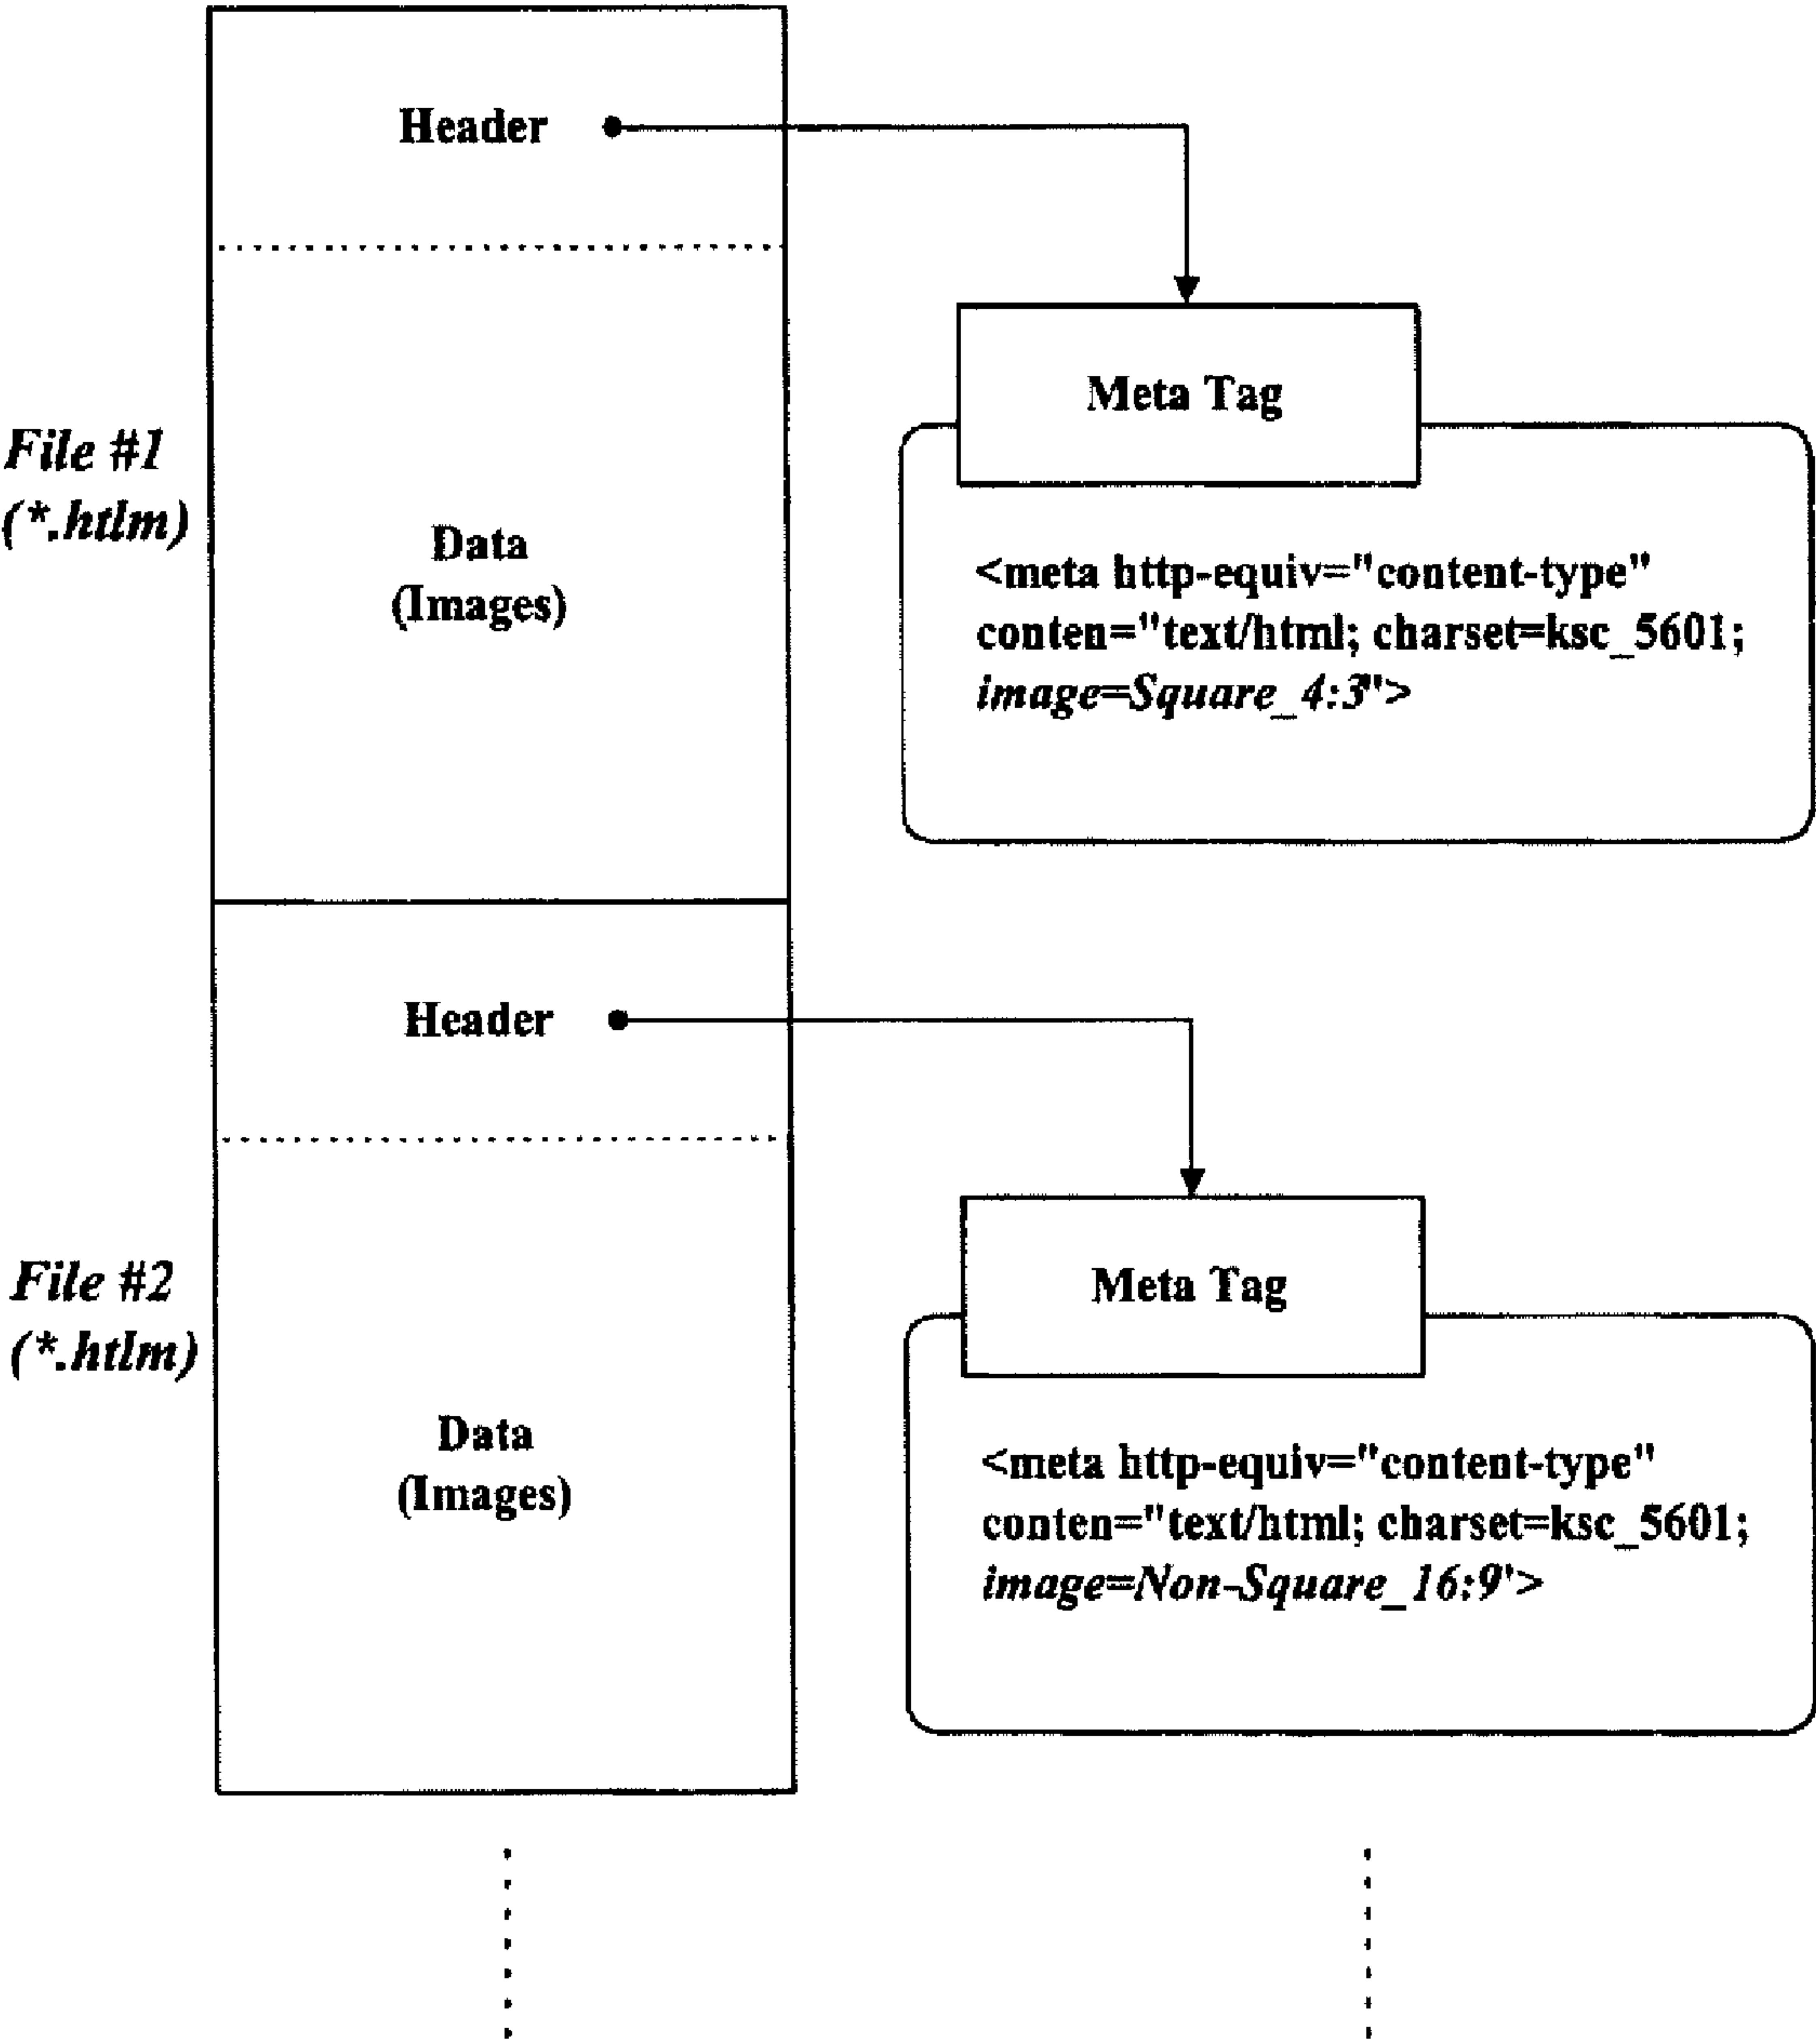 Header
Meta Tag
File #1
(*.htlm)
Data
(Images)
<meta http-equiv="content-type"
conten="text/html; charset=ksc_5601;
image=Square_4:3">
Header
Meta Tag
File #2
(*.htlm)
Data
(Images)
<meta http-equiv="content-type"
conten="text/html; charset=ksc_5601;
image=Non-Square_16:9'>